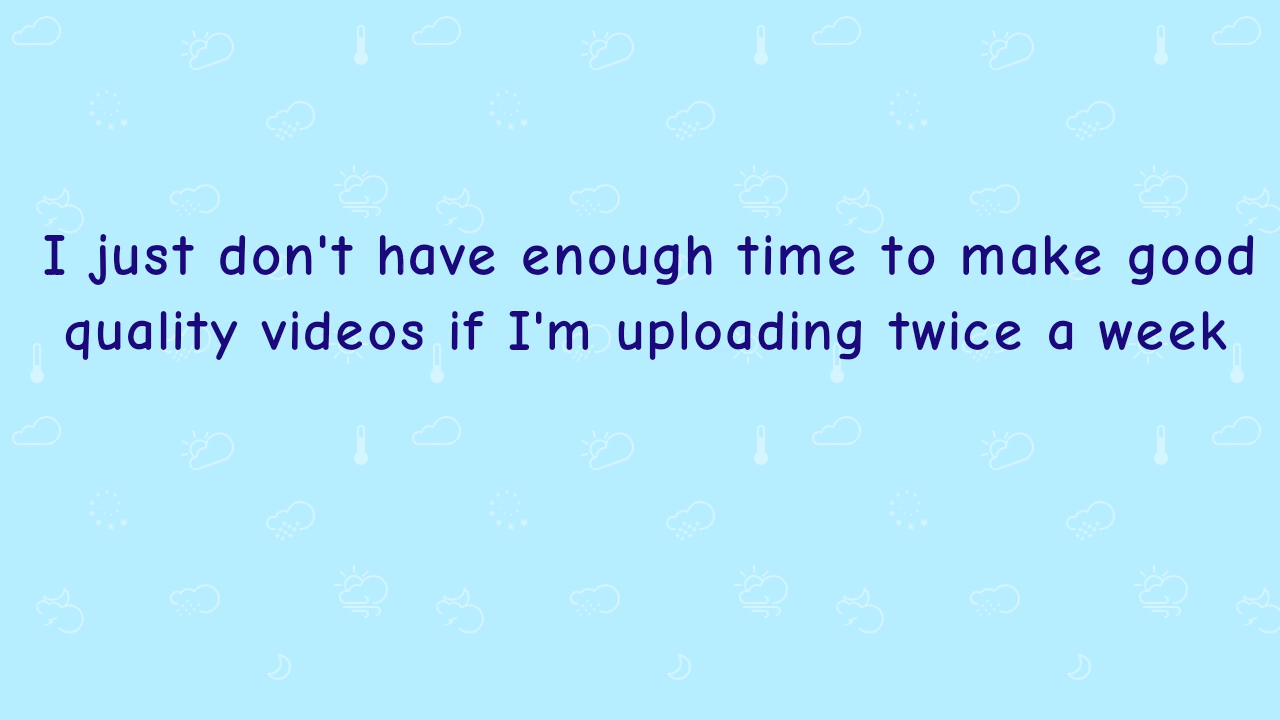 I just don't have enough time to make good
quality videos if I'm uploading twice a week